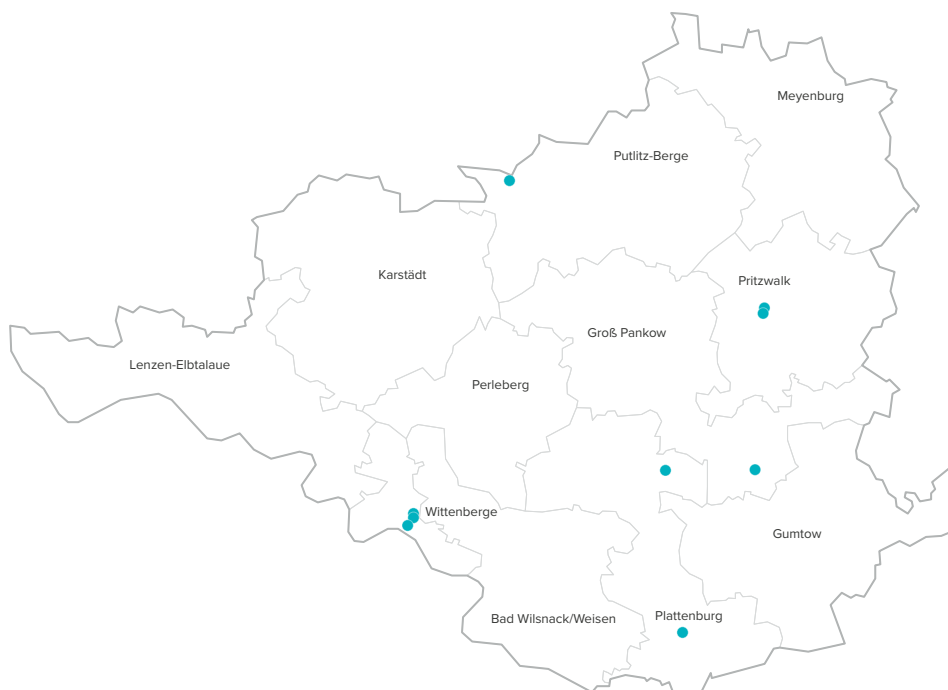 Meyenburg
Putlitz-Berge
Karstädt
Pritzwalk
Groß Pankow
Lenzen-Elbtalaue
Perleberg
Wittenberge
Gumtow
Bad Wilsnack/Weisen
Plattenburg